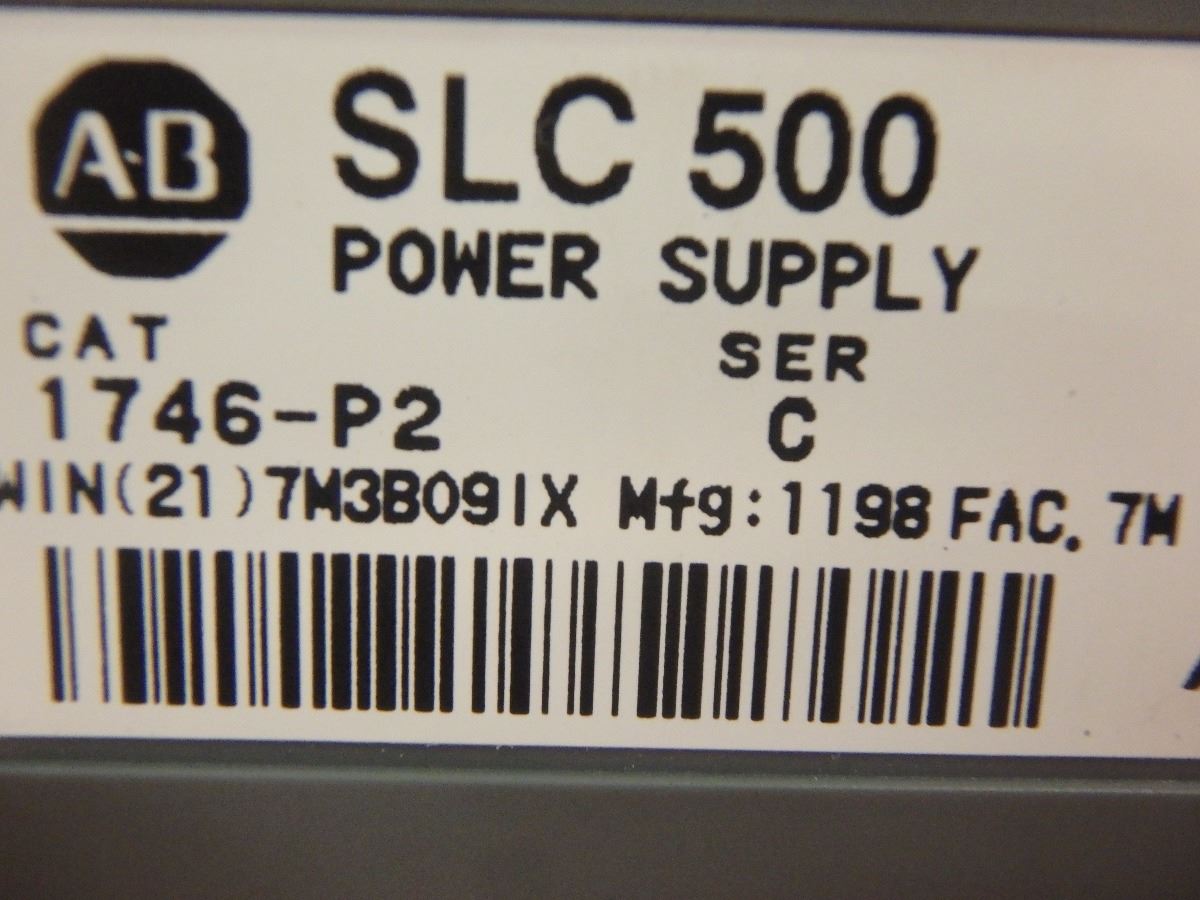 A-B
SLC 500
POWER SUPPLY
CAT SER
1746-P2 C
WIN(21)7M3B091X Mfg:1198 FAC. 7M